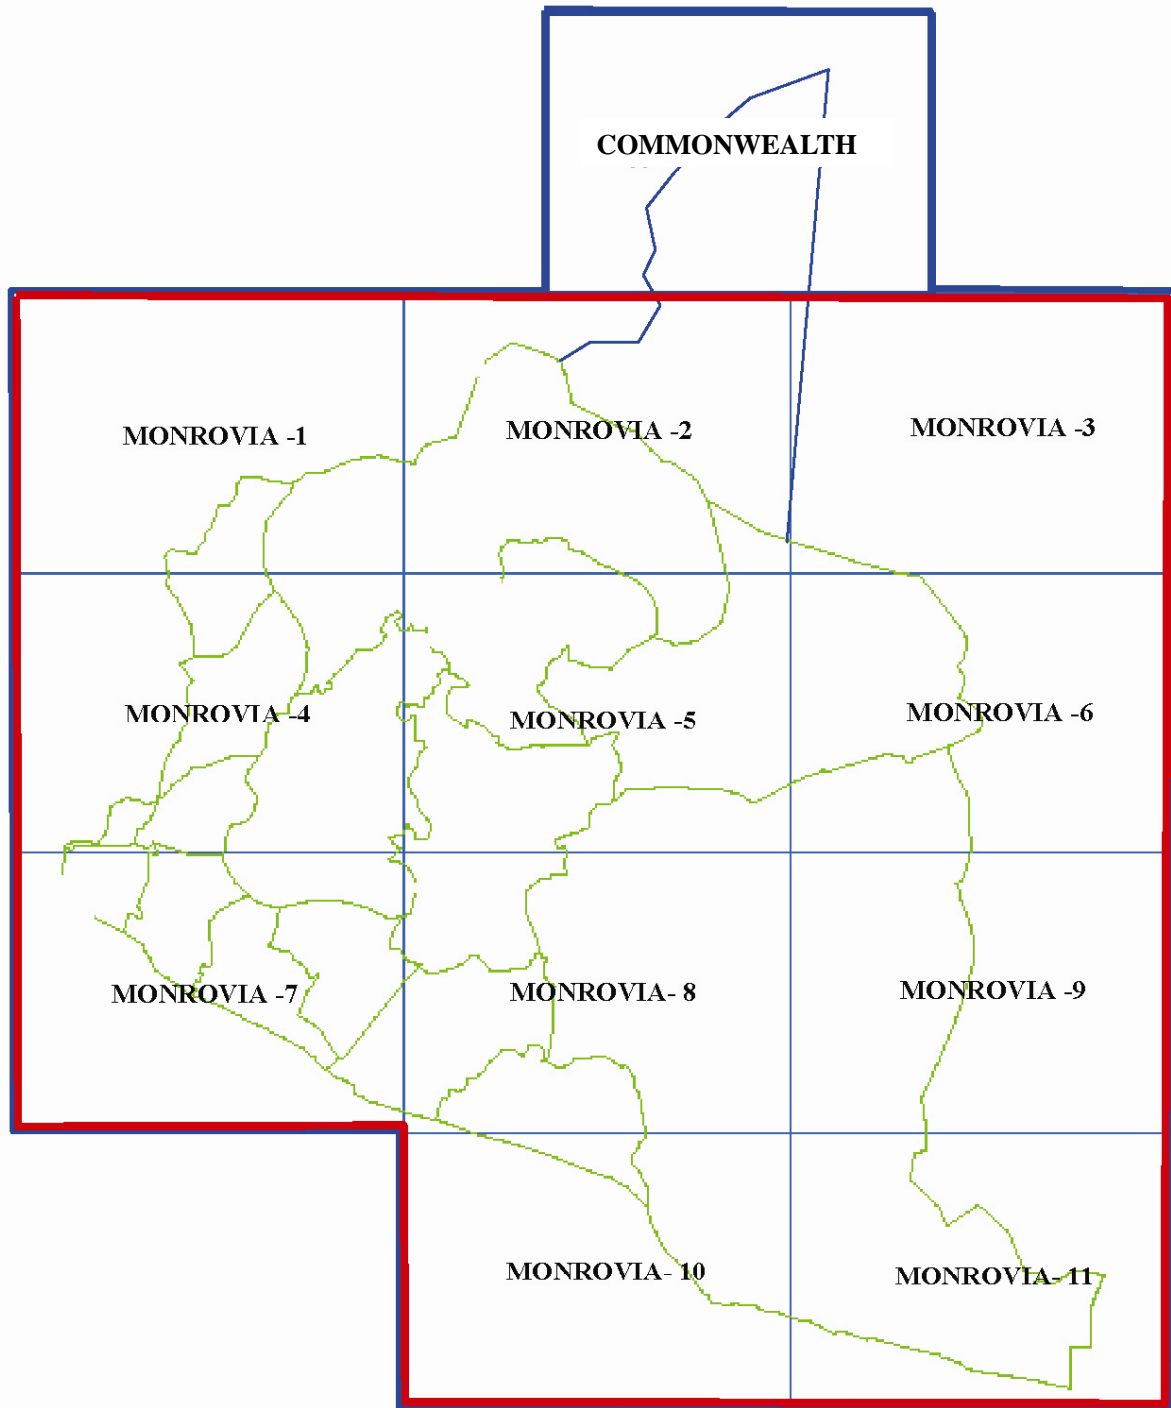 COMMONWEALTH
MONROVIA -1
MONROVIA -2
MONROVIA -3
MONROVIA -4
MONROVIA -5
MONROVIA -6
MONROVIA -7
MONROVIA- 8
MONROVIA -9
MONROVIA- 10
MONROVIA- 11